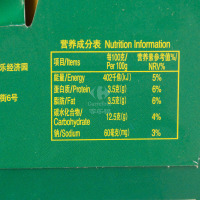 营养成分表 Nutrition Information
项目/Items 每100克/Per 100g 营养素参考值%/NRV%
能量/Energy 402千焦(kJ) 5%
蛋白质/Protein 3.5克(g) 6%
脂肪/Fat 3.5克(g) 6%
碳水化合物/Carbohydrate 12.5克(g) 4%
钠/Sodium 60毫克(mg) 3%
乐经济园
街6号